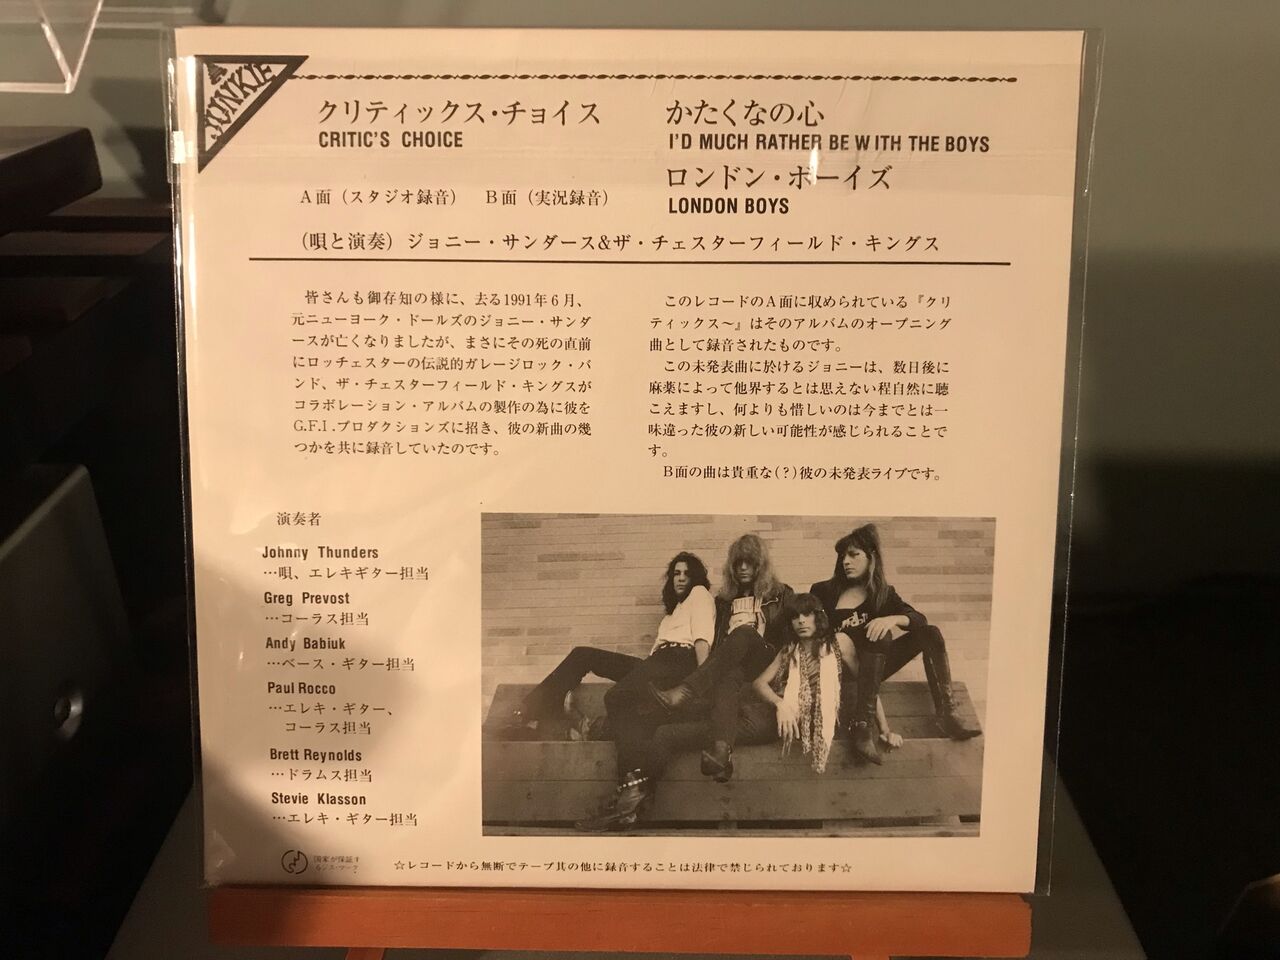 JUNKIE
クリティックス・チョイス
CRITIC'S CHOICE
A面（スタジオ録音） B面（実況録音）
かたくなの心
I'D MUCH RATHER BE WITH THE BOYS
ロンドン・ボーイズ
LONDON BOYS
（唄と演奏）ジョニー・サンダース&ザ・チェスターフィールド・キングス
皆さんも御存知の様に、去る1991年6月、
元ニューヨーク・ドールズのジョニー・サンダ
ースが亡くなりましたが、まさにその死の直前
にロッチェスターの伝説的ガレージロック・バ
ンド、ザ・チェスターフィールド・キングスが
コラボレーション・アルバムの製作の為に彼を
G.F.I.プロダクションズに招き、彼の新曲の幾
つかを共に録音していたのです。
このレコードのA面に収められている『クリ
ティックス〜』はそのアルバムのオープニング
曲として録音されたものです。
この未発表曲に於けるジョニーは、数日後に
麻薬によって他界するとは思えない程自然に聴
こえますし、何よりも惜しいのは今までとは一
味違った彼の新しい可能性が感じられることで
す。
B面の曲は貴重な(?)彼の未発表ライブです。
演奏者
Johnny Thunders
…唄、エレキギター担当
Greg Prevost
…コーラス担当
Andy Babiuk
…ベース・ギター担当
Paul Rocco
…エレキ・ギター、
コーラス担当
Brett Reynolds
…ドラムス担当
Stevie Klasson
…エレキ・ギター担当
国家が保証す
☆レコードから無断でテープ其の他に録音することは法律で禁じられております☆